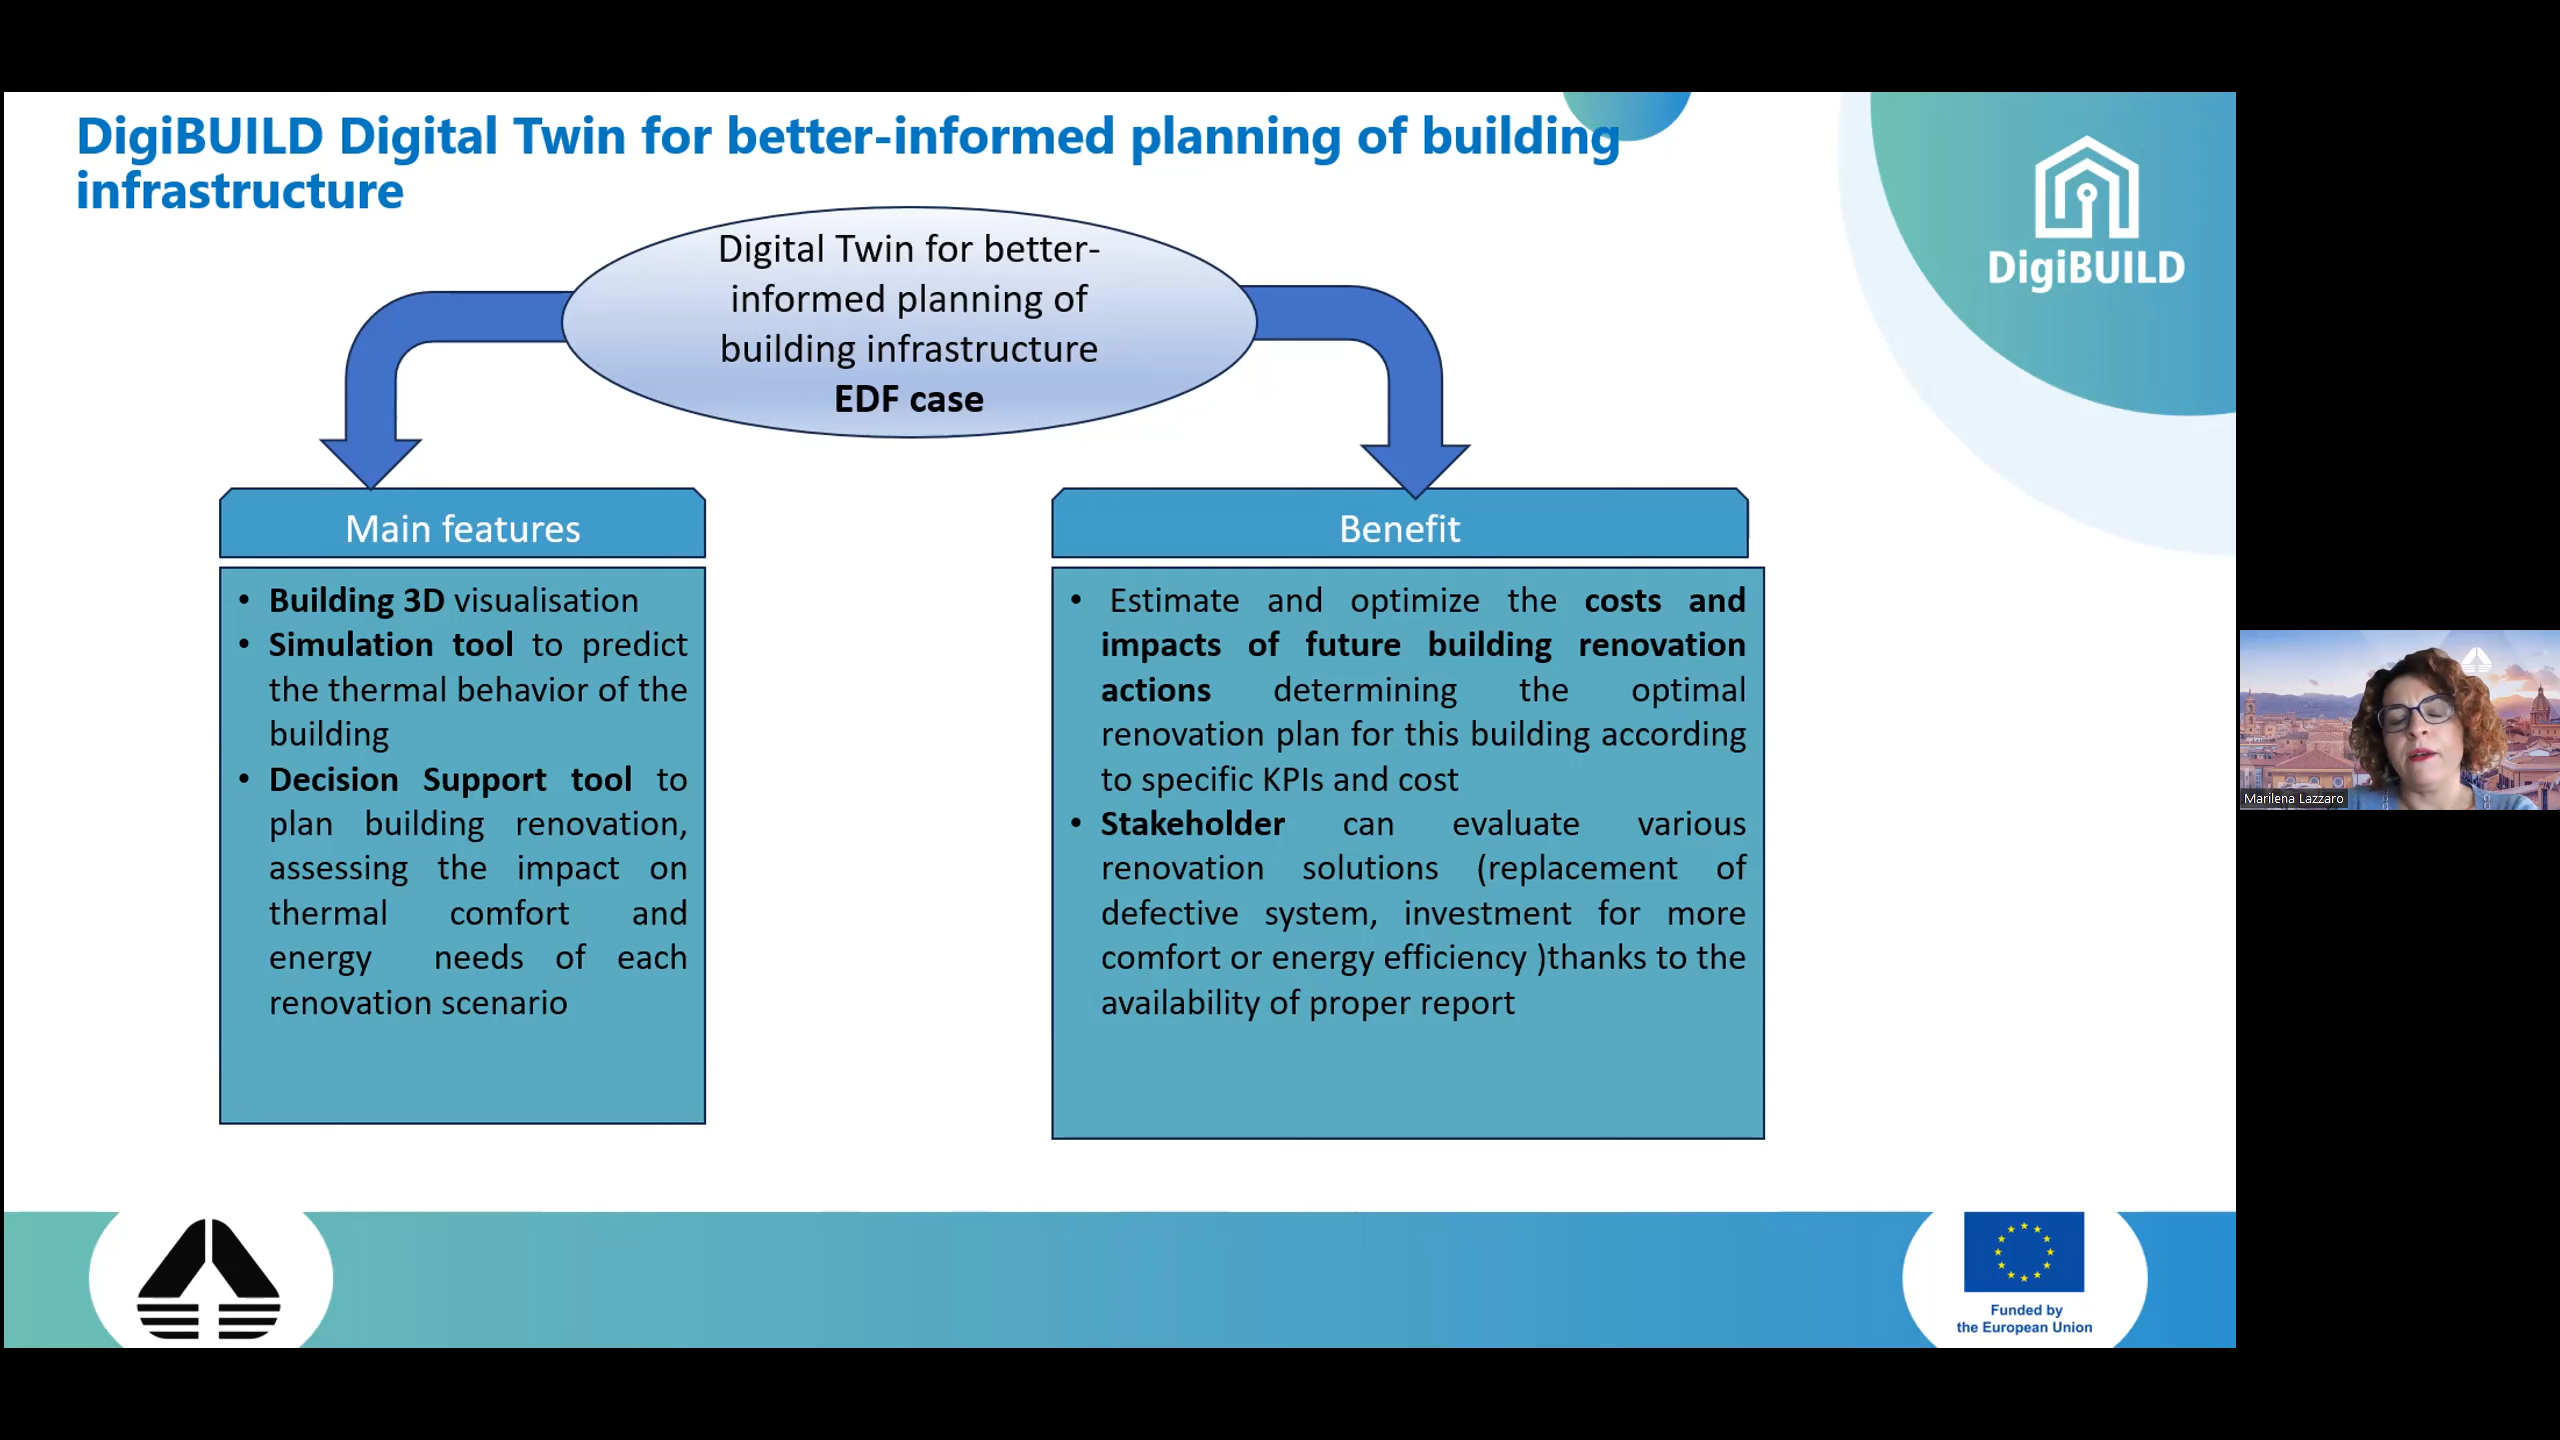 DigiBUILD Digital Twin for better-informed planning of building
infrastructure
DigiBUILD
Digital Twin for better-
informed planning of
building infrastructure
EDF case
Main features
• Building 3D visualisation
• Simulation tool to predict
the thermal behavior of the
building
• Decision Support tool to
plan building renovation,
assessing the impact on
thermal comfort and
energy needs of each
renovation scenario
Benefit
• Estimate and optimize the costs and
impacts of future building renovation
actions determining the optimal
renovation plan for this building according
to specific KPIs and cost
• Stakeholder can evaluate various
renovation solutions (replacement of
defective system, investment for more
comfort or energy efficiency )thanks to the
availability of proper report
Marilena Lazzaro
Funded by
the European Union